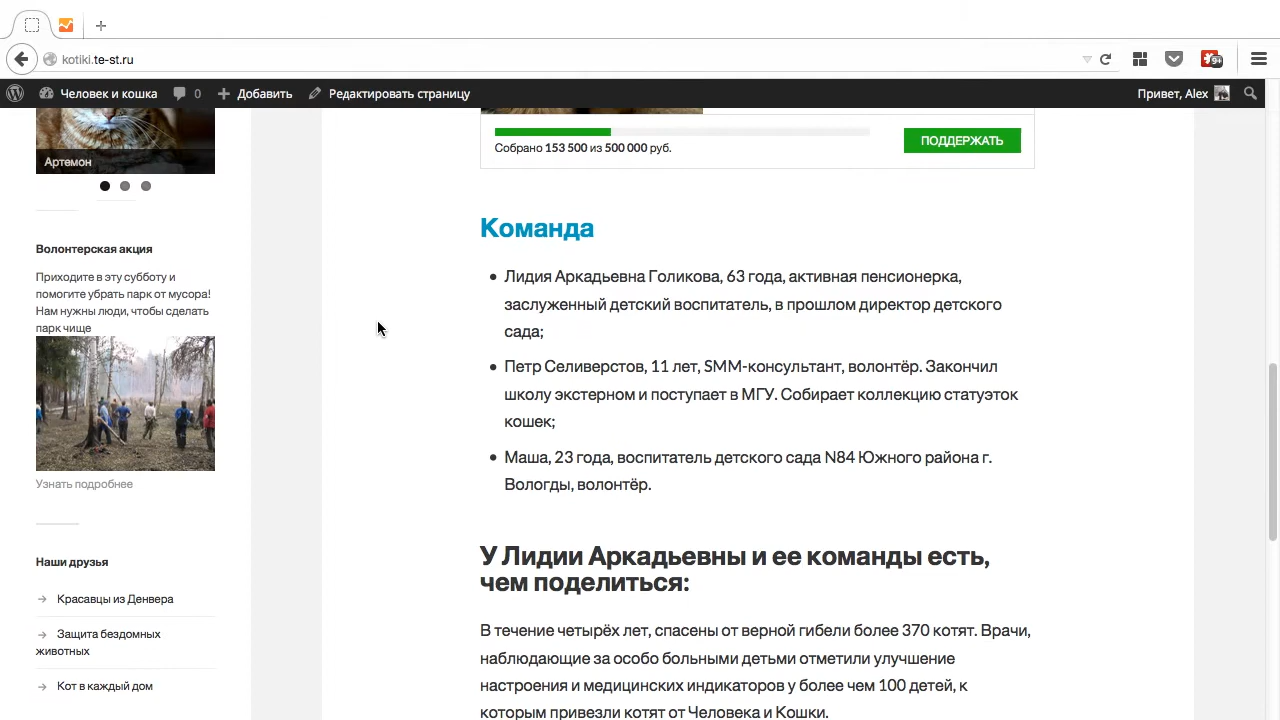 kotiki.te-st.ru
9+
Человек и кошка
0
Добавить
Редактировать страницу
Привет, Alex
Артемон
Волонтерская акция
Приходите в эту субботу и
помогите убрать парк от мусора!
Нам нужны люди, чтобы сделать
парк чище
Узнать подробнее
Наши друзья
Красавцы из Денвера
Защита бездомных
животных
Кот в каждый дом
Собрано 153 500 из 500 000 руб.
ПОДДЕРЖАТЬ
Команда
Лидия Аркадьевна Голикова, 63 года, активная пенсионерка,
заслуженный детский воспитатель, в прошлом директор детского
сада;
Петр Селиверстов, 11 лет, SMM-консультант, волонтёр. Закончил
школу экстерном и поступает в МГУ. Собирает коллекцию статуэток
кошек;
Маша, 23 года, воспитатель детского сада N84 Южного района г.
Вологды, волонтёр.
У Лидии Аркадьевны и ее команды есть,
чем поделиться:
В течение четырёх лет, спасены от верной гибели более 370 котят. Врачи,
наблюдающие за особо больными детьми отметили улучшение
настроения и медицинских индикаторов у более чем 100 детей, к
которым привезли котят от Человека и Кошки.